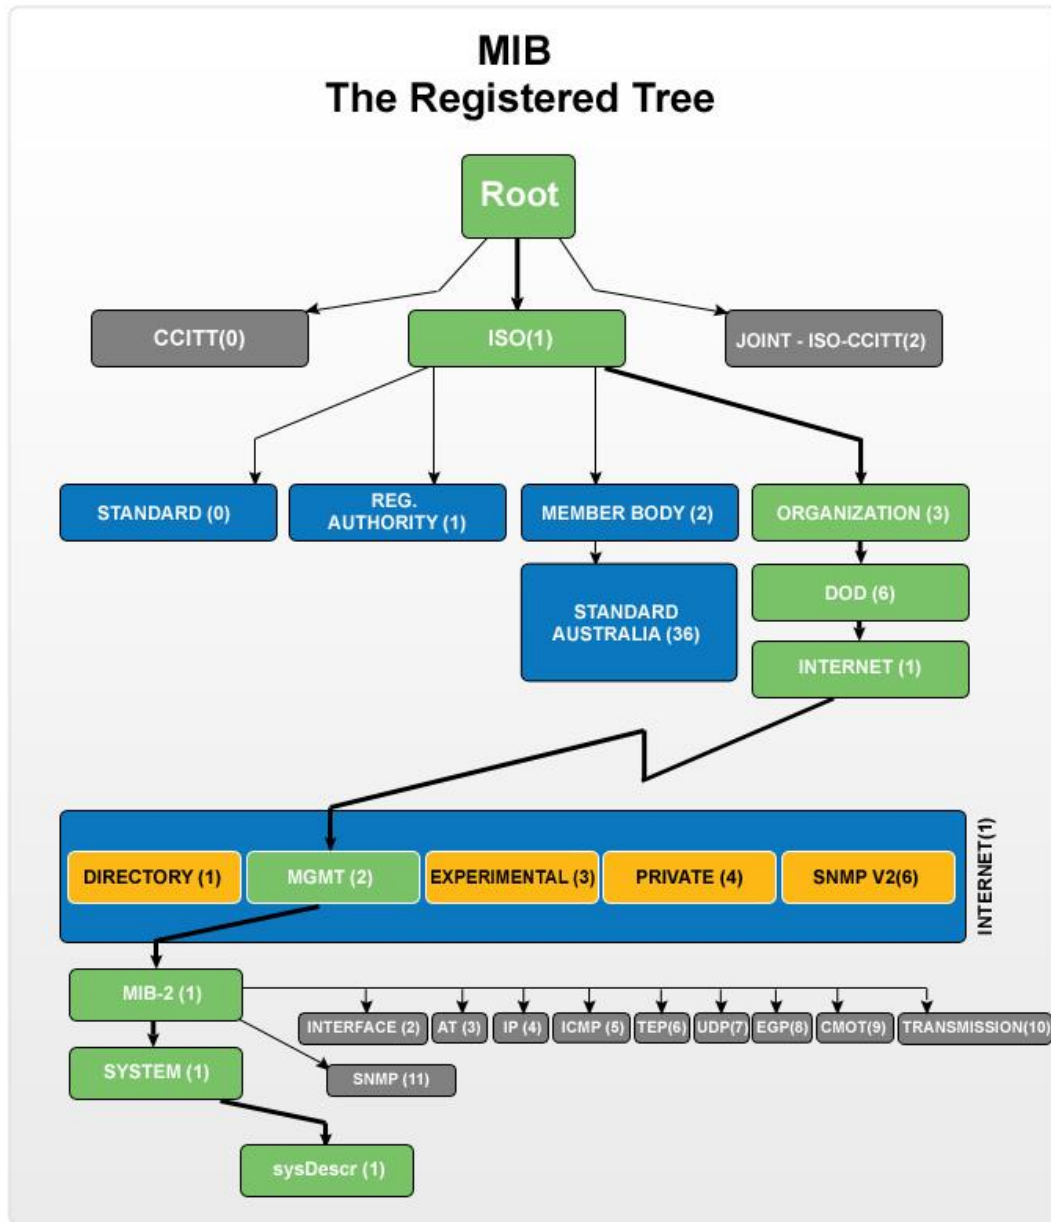 MIB
The Registered Tree
Root
CCITT(0)
ISO(1)
JOINT - ISO-CCITT(2)
STANDARD (0)
REG.
AUTHORITY (1)
MEMBER BODY (2)
ORGANIZATION (3)
STANDARD
AUSTRALIA (36)
DOD (6)
INTERNET (1)
DIRECTORY (1)
MGMT (2)
EXPERIMENTAL (3)
PRIVATE (4)
SNMP V2(6)
INTERNET(1)
MIB-2 (1)
INTERFACE (2)
AT (3)
IP (4)
ICMP (5)
TEP(6)
UDP(7)
EGP(8)
CMOT(9)
TRANSMISSION(10)
SYSTEM (1)
SNMP (11)
sysDescr (1)